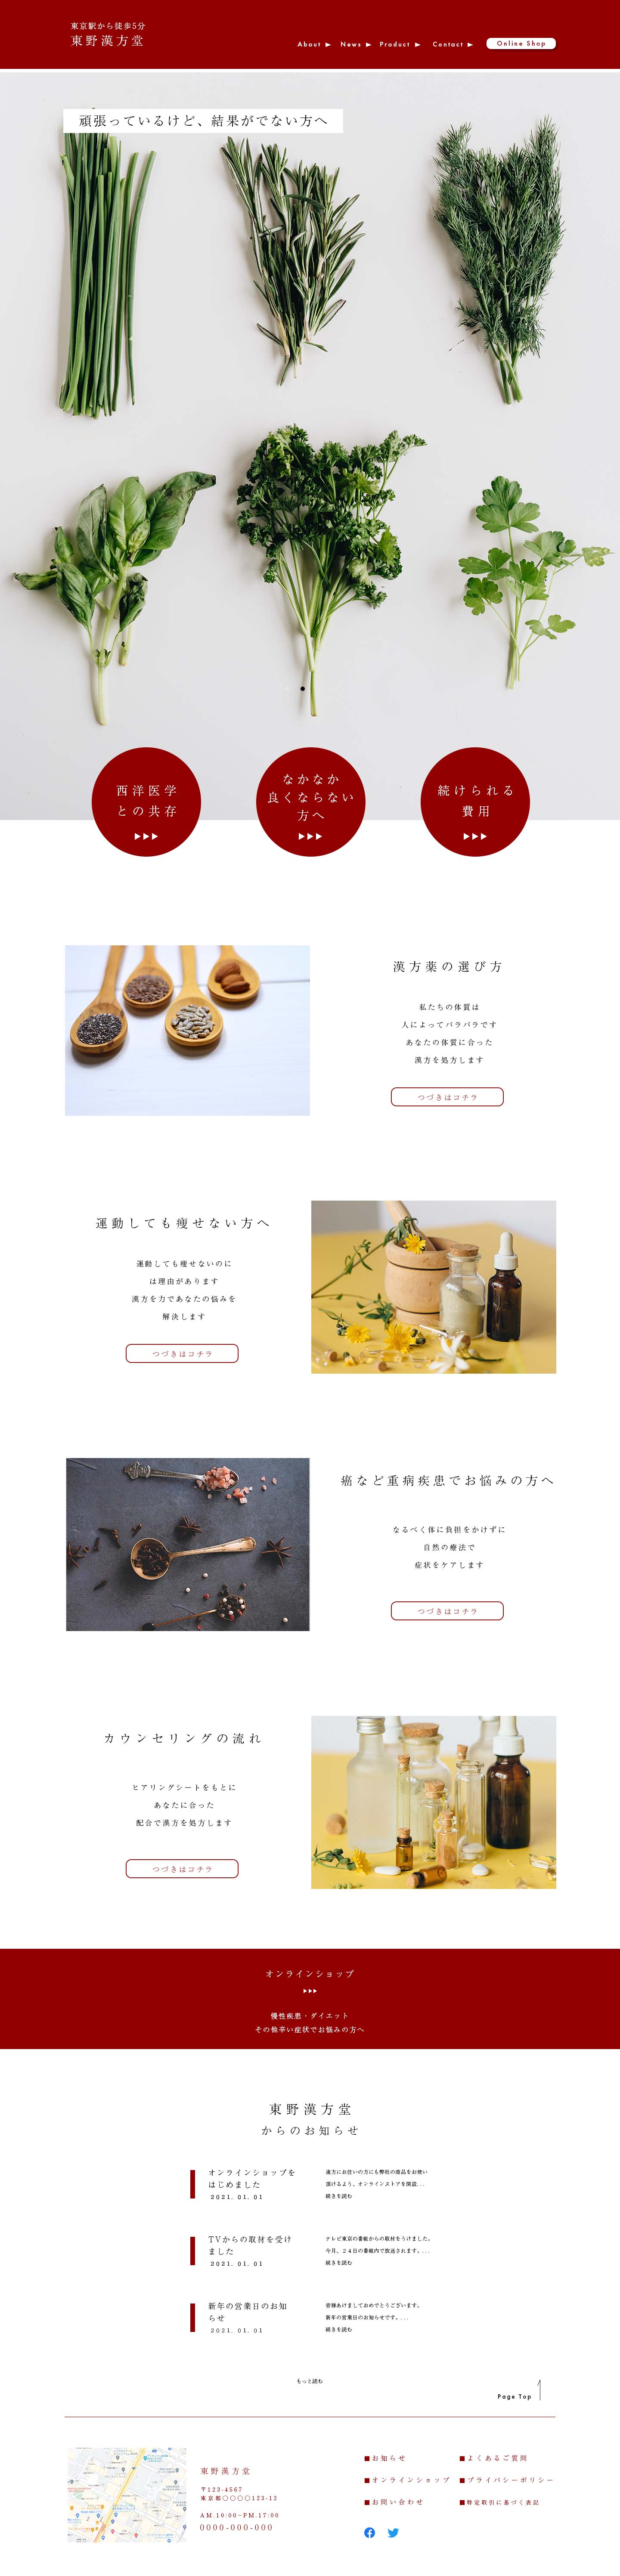 東京駅から徒歩5分
東野漢方堂
About ▶ News ▶ Product ▶ Contact ▶ Online Shop
頑張っているけど、結果がでない方へ
西洋医学
との共存
▶▶▶
なかなか
良くならない
方へ
▶▶▶
続けられる
費用
▶▶▶
漢方薬の選び方
私たちの体質は
人によってバラバラです
あなたの体質に合った
漢方を処方します
つづきはコチラ
運動しても痩せない方へ
運動しても痩せないのに
は理由があります
漢方を力であなたの悩みを
解決します
つづきはコチラ
癌など重病疾患でお悩みの方へ
なるべく体に負担をかけずに
自然の療法で
症状をケアします
つづきはコチラ
カウンセリングの流れ
ヒアリングシートをもとに
あなたに合った
配合で漢方を処方します
つづきはコチラ
オンラインショップ
▶▶▶
慢性疾患・ダイエット
その他辛い症状でお悩みの方へ
東野漢方堂
からのお知らせ
オンラインショップを
はじめました
2021. 01. 01
遠方にお住いの方にも弊社の商品をお使い
頂けるよう、オンラインストアを開設...
続きを読む
TVからの取材を受け
ました
2021. 01. 01
テレビ東京の番組からの取材をうけました。
今月、２４日の番組内で放送されます。...
続きを読む
新年の営業日のお知
らせ
2021. 01. 01
皆様あけましておめでとうございます。
新年の営業日のお知らせです。...
続きを読む
もっと読む
Page Top
東野漢方堂
〒123-4567
東京都〇〇〇〇123-12
AM.10:00~PM.17:00
0000-000-000
■お知らせ
■オンラインショップ
■お問い合わせ
■よくあるご質問
■プライバシーポリシー
■特定取引に基づく表記